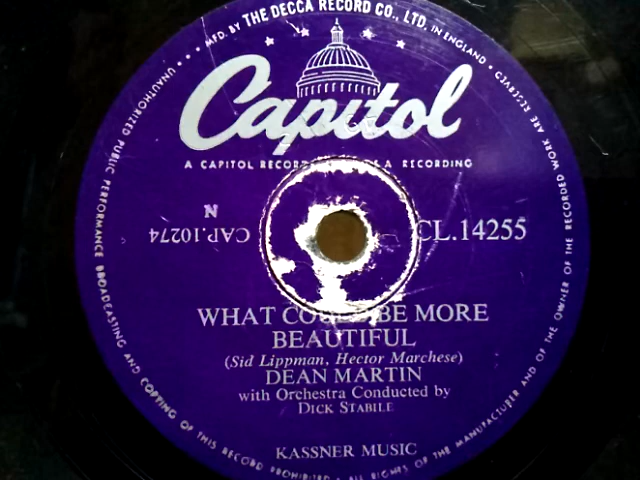 MFD. BY THE DECCA RECORD CO., LTD. IN ENGLAND •
Capitol
A CAPITOL RECORD A RECORDING
N
CAP.10274
CL.14255
WHAT COULD BE MORE
BEAUTIFUL
(Sid Lippman, Hector Marchese)
DEAN MARTIN
with Orchestra Conducted by
DICK STABILE
KASSNER MUSIC
UNAUTHORIZED PUBLIC PERFORMANCE BROADCASTING AND COPYING OF THIS RECORD PROHIBITED • ALL RIGHTS OF THE MANUFACTURER AND OF THE OWNER OF THE RECORDED WORK ARE RESERVED